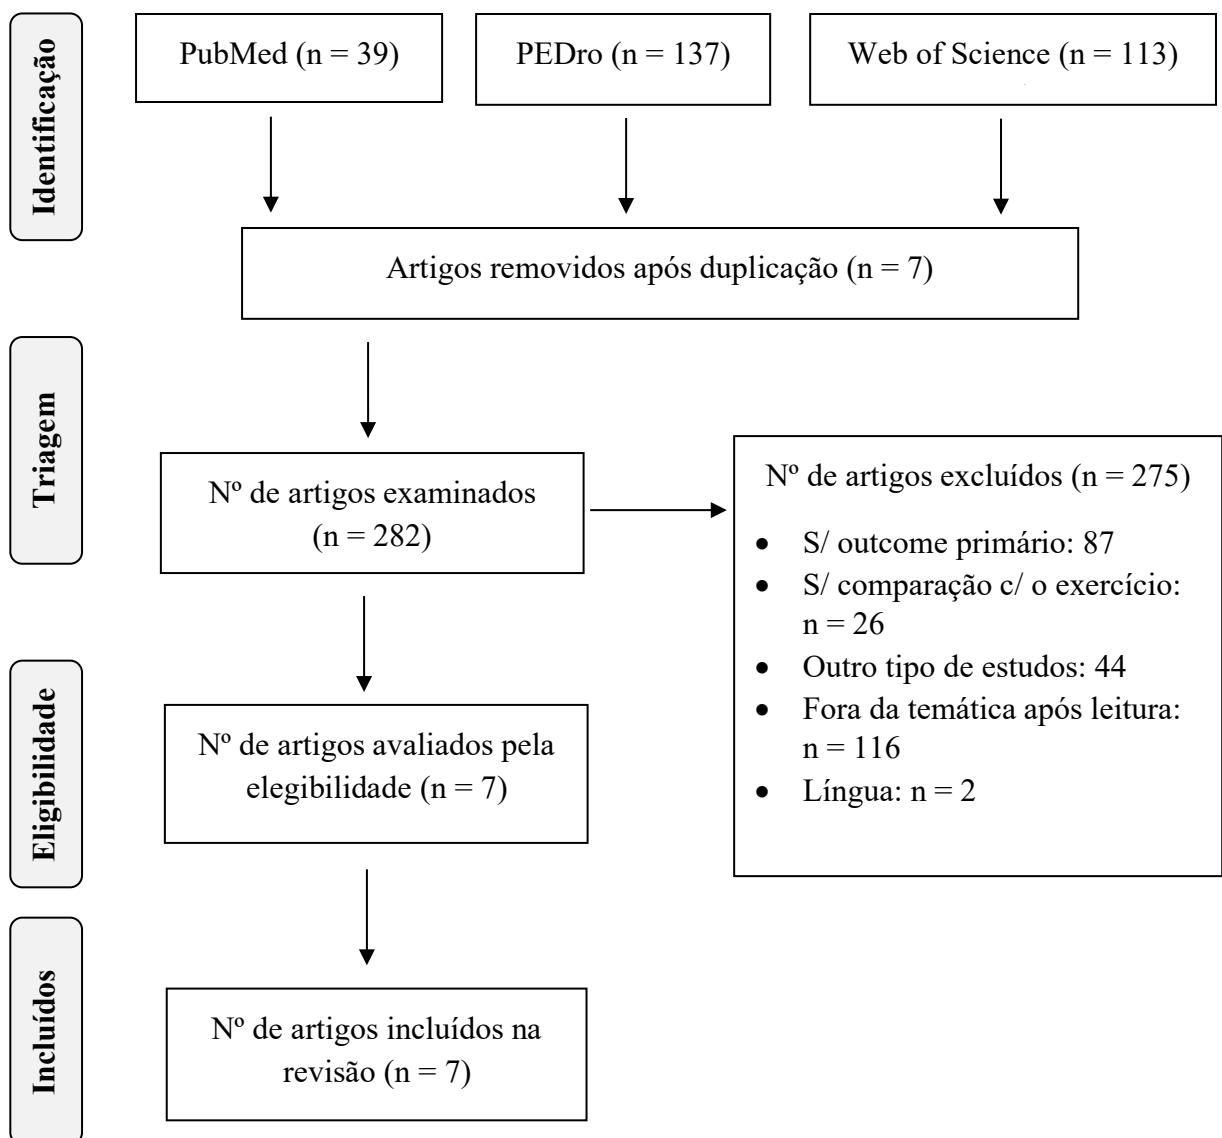 Identificação
PubMed (n = 39)
PEDro (n = 137)
Web of Science (n = 113)
Artigos removidos após duplicação (n = 7)
Triagem
Nº de artigos examinados
(n = 282)
Nº de artigos excluídos (n = 275)
• S/ outcome primário: 87
• S/ comparação c/ o exercício:
n = 26
• Outro tipo de estudos: 44
• Fora da temática após leitura:
n = 116
• Língua: n = 2
Eligibilidade
Nº de artigos avaliados pela
elegibilidade (n = 7)
Incluídos
Nº de artigos incluídos na
revisão (n = 7)